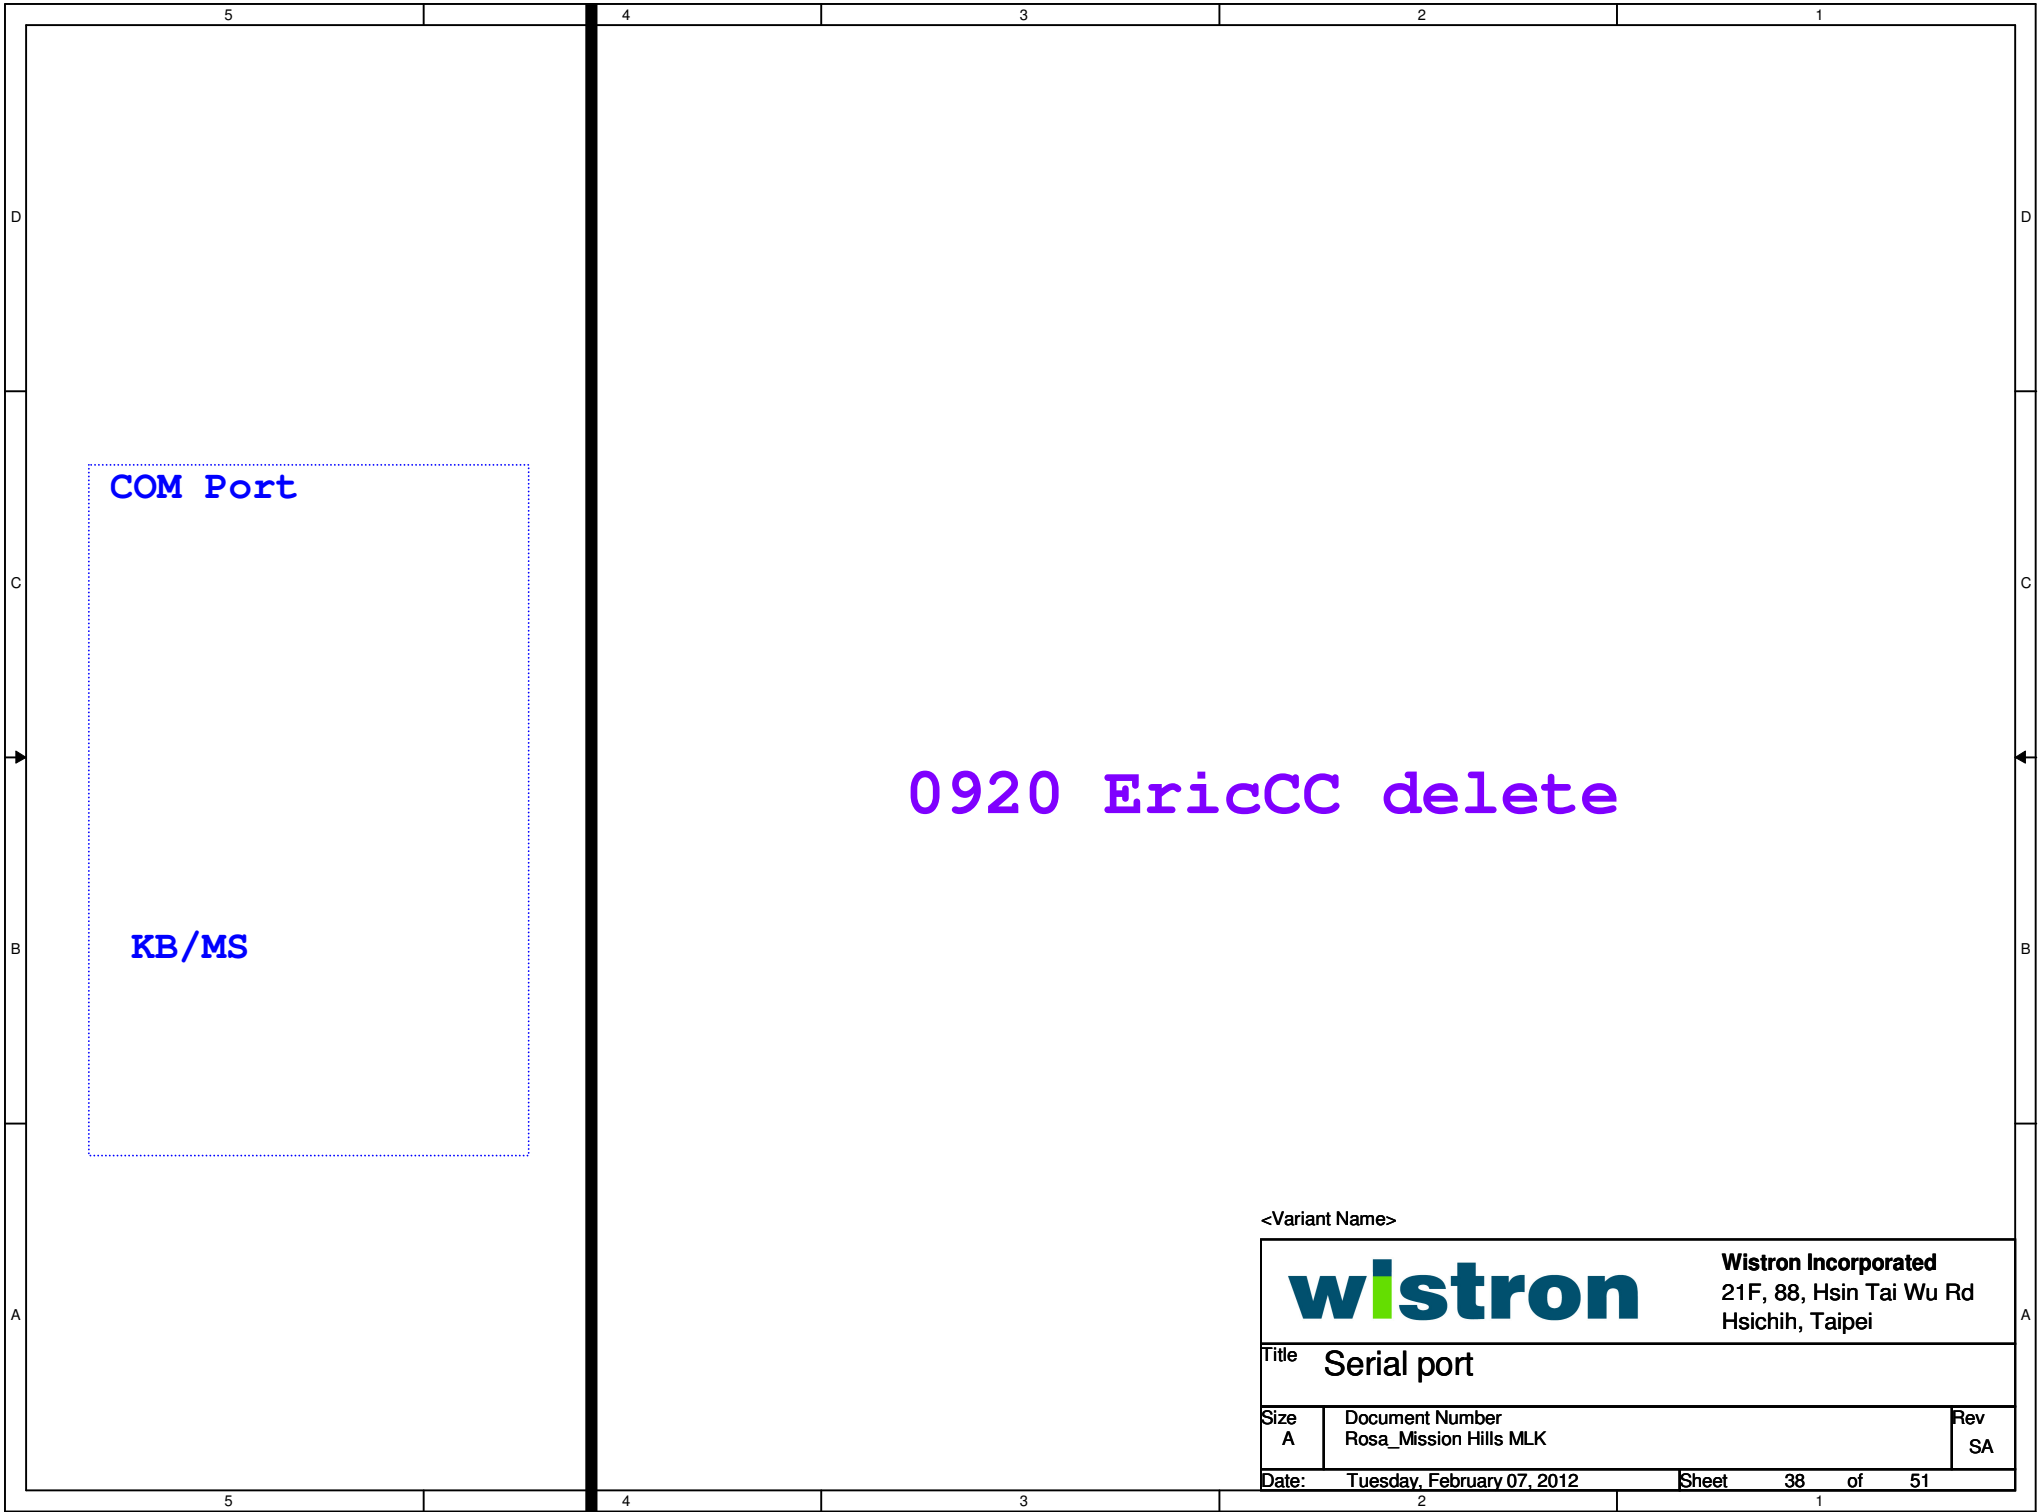 5 4 3 2 1
D D
COM Port
C C
0920 EricCC delete
KB/MS
B B
<Variant Name>
wistron
Wistron Incorporated
21F, 88, Hsin Tai Wu Rd
Hsichih, Taipei
A A
Title Serial port
Size Document Number Rev
A Rosa_Mission Hills MLK SA
Date: Tuesday, February 07, 2012 Sheet 38 of 51
5 4 3 2 1